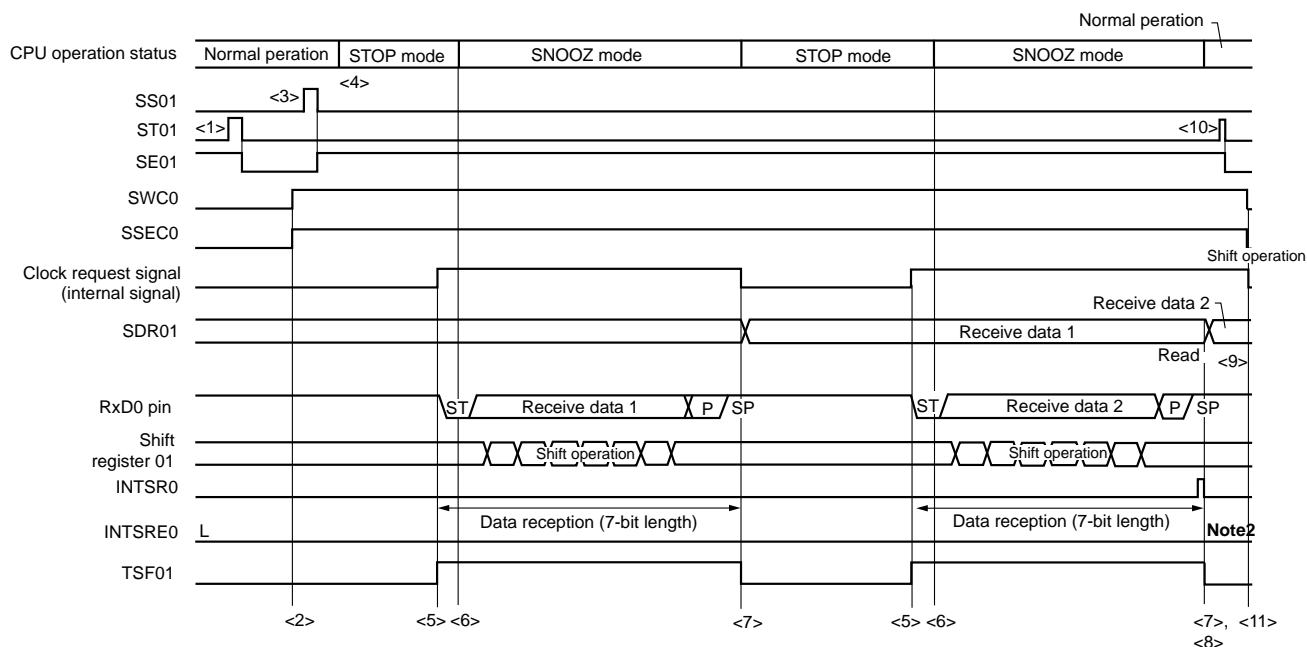 Normal peration
CPU operation status Normal peration STOP mode SNOOZ mode STOP mode SNOOZ mode
<4>
SS01 <3>
ST01 <1> <10>
SE01
SWC0
SSEC0
Shift operation
Clock request signal
(internal signal)
Receive data 2
SDR01 Receive data 1
Read <9>
RxD0 pin ST Receive data 1 P SP ST Receive data 2 P SP
Shift
register 01 Shift operation Shift operation
INTSR0
Data reception (7-bit length) Data reception (7-bit length)
INTSRE0 L Note2
TSF01
<2> <5> <6> <7> <5> <6> <7>, <11>
<8>